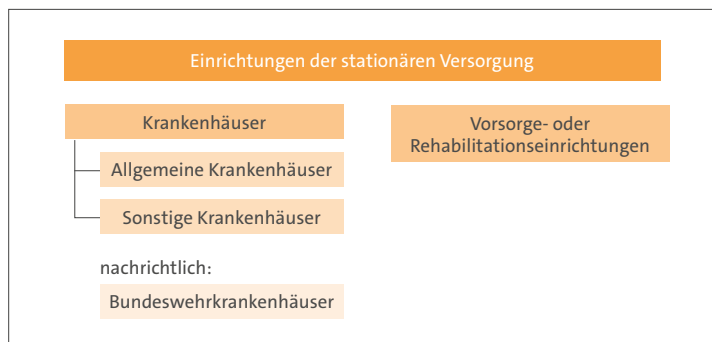 Einrichtungen der stationären Versorgung
Krankenhäuser
Allgemeine Krankenhäuser
Sonstige Krankenhäuser
nachrichtlich:
Bundeswehrkrankenhäuser
Vorsorge- oder
Rehabilitationseinrichtungen